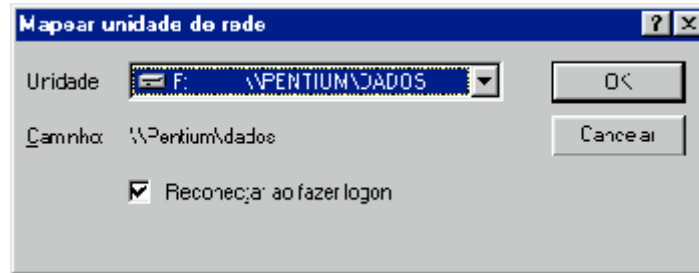 Mapear unidade de rede
Unidade F: \\PENTIUM\DADOS OK
Caminho: \\Pentium\dados Cancelar
Reconectar ao fazer logon